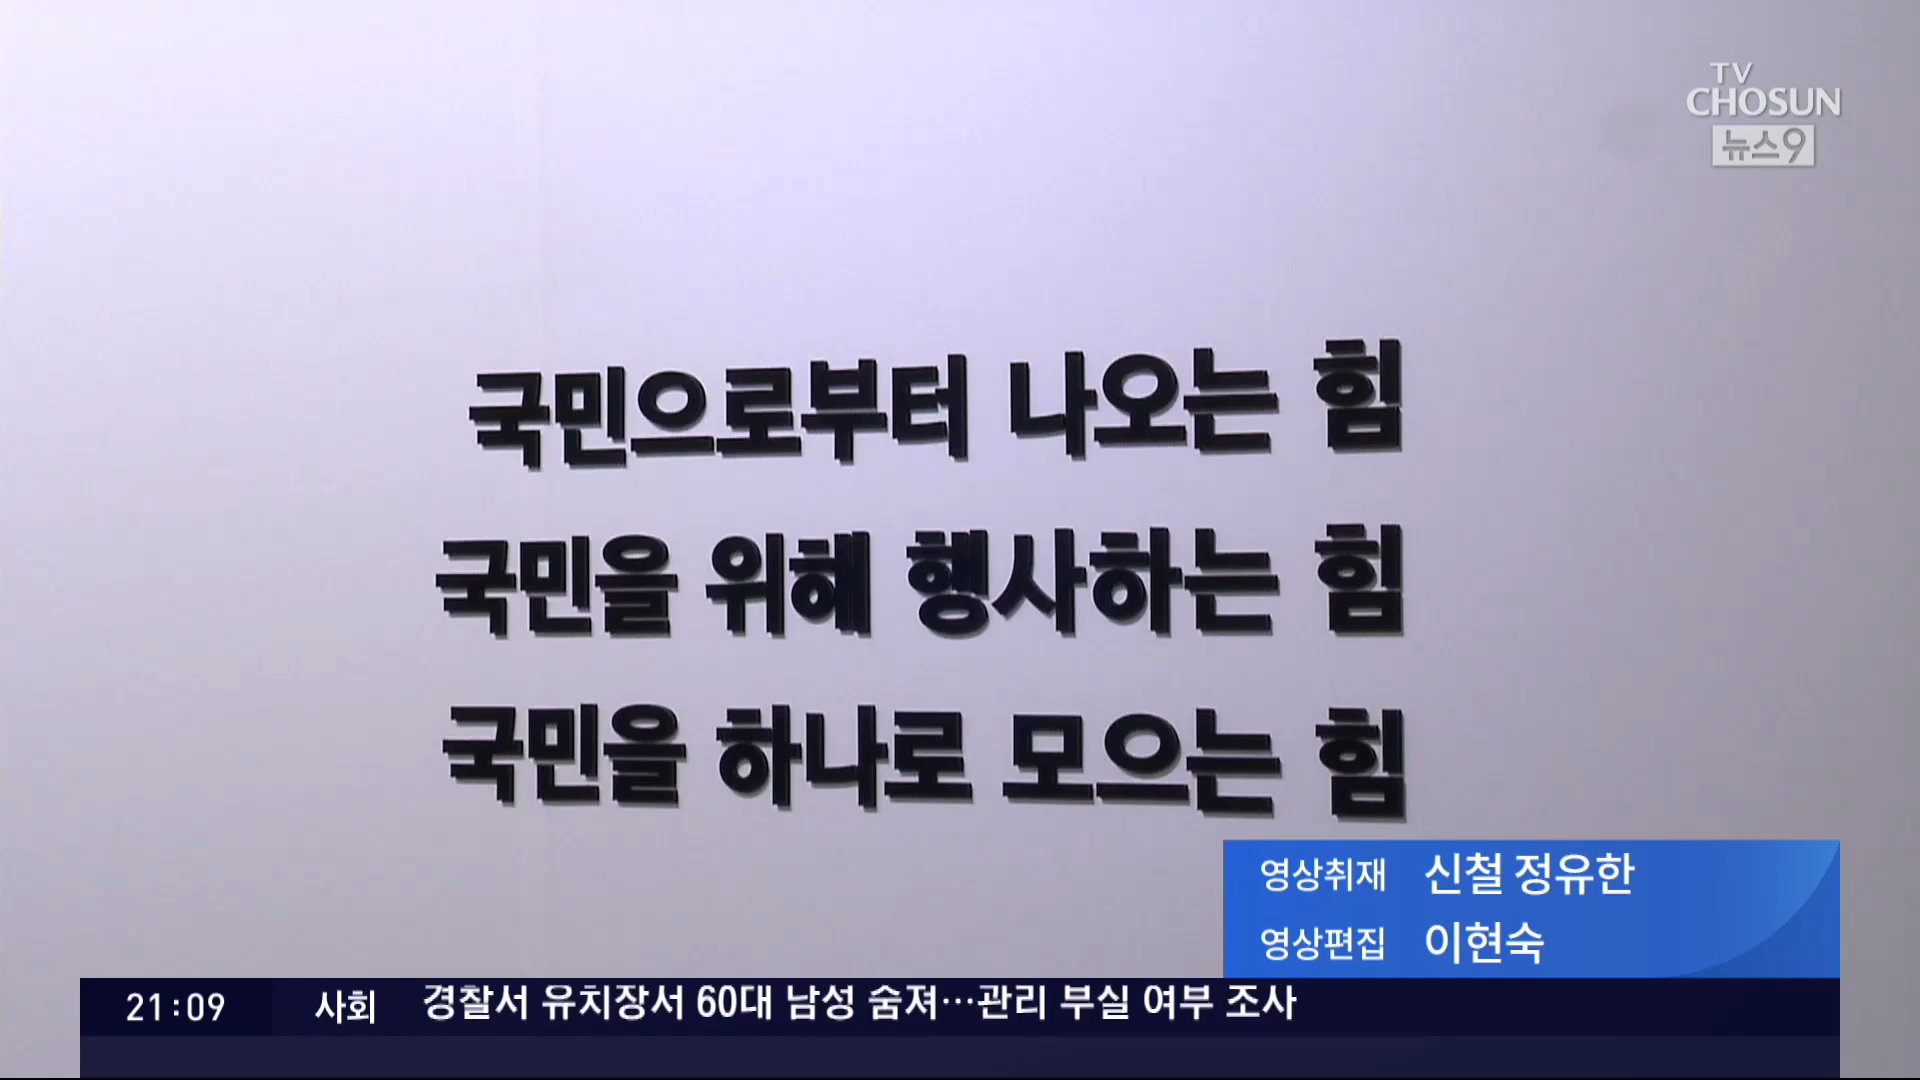 TV
CHOSUN
뉴스9
국민으로부터 나오는 힘
국민을 위해 행사하는 힘
국민을 하나로 모으는 힘
영상취재 신철 정유한
영상편집 이현숙
21:09 사회 경찰서 유치장서 60대 남성 숨져…관리 부실 여부 조사